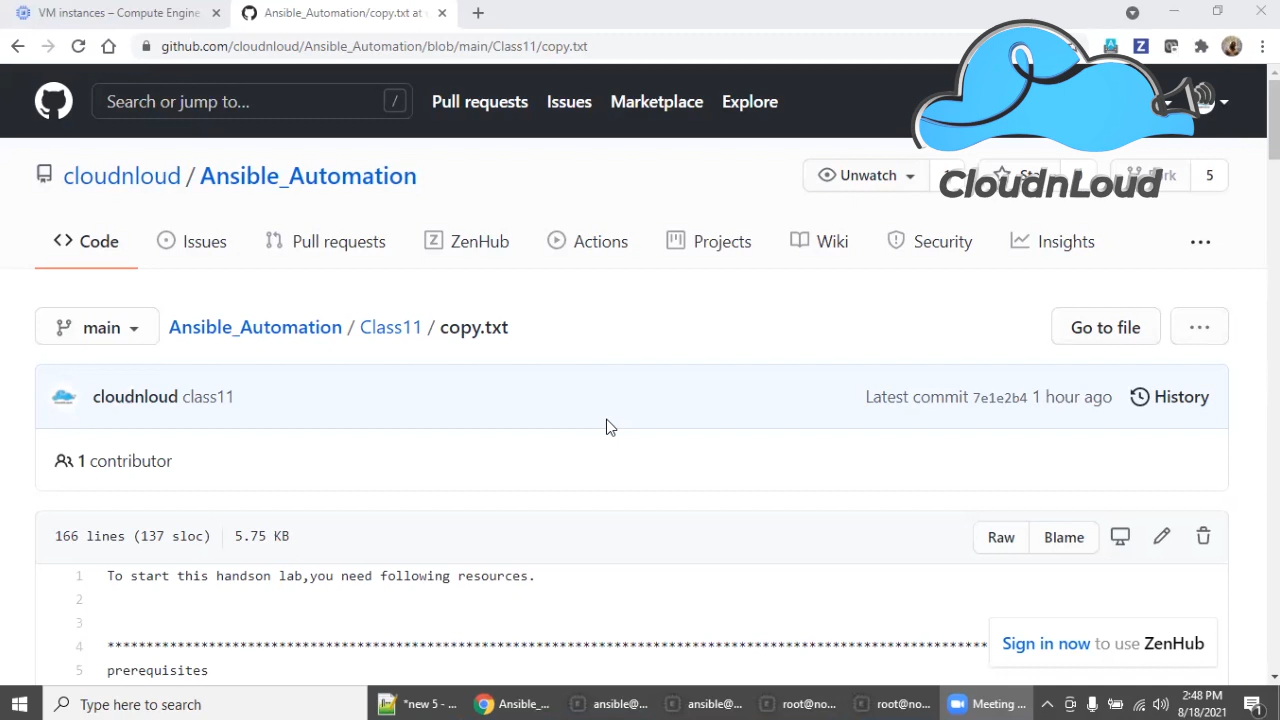 VM instances – Compute Engine
Ansible_Automation/copy.txt at
github.com/cloudnloud/Ansible_Automation/blob/main/Class11/copy.txt
Search or jump to... /
Pull requests Issues Marketplace Explore
cloudnloud / Ansible_Automation
Unwatch
5
CloudnLoud
Code Issues Pull requests ZenHub Actions Projects Wiki Security Insights
main Ansible_Automation / Class11 / copy.txt Go to file
cloudnloud class11 Latest commit 7e1e2b4 1 hour ago History
1 contributor
166 lines (137 sloc) 5.75 KB Raw Blame
1 To start this handson lab,you need following resources.
2
3
4 ******************************************************************************************************************
5 prerequisites
Sign in now to use ZenHub
Type here to search
*new 5 - ...
Ansible_...
ansible@...
ansible@...
root@no...
root@no...
Meeting ...
2:48 PM
8/18/2021
1